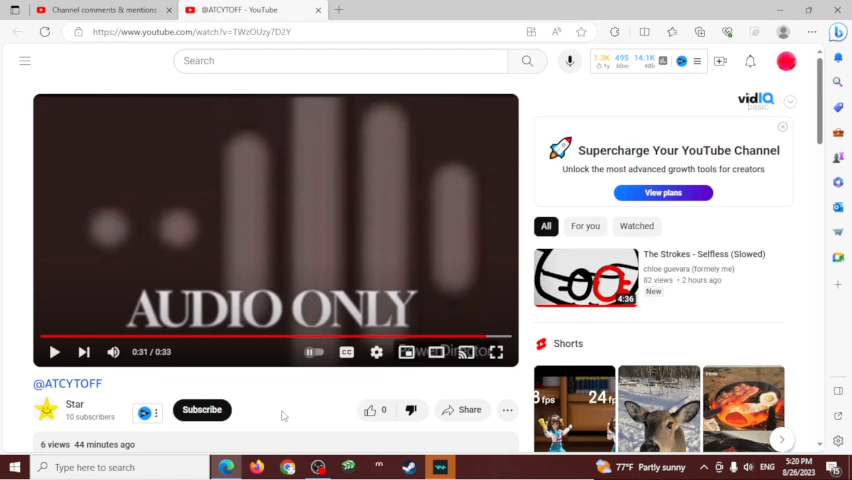 Channel comments & mentions
@ATCYTOFF - YouTube
https://www.youtube.com/watch?v=TWzOUzy7D2Y
Search
1.3K 495 14.1K
1y 60m 48h
vidIQ
basic
Supercharge Your YouTube Channel
Unlock the most advanced growth tools for creators
View plans
All For you Watched
AUDIO ONLY
0:31 / 0:33
CC
The Strokes - Selfless (Slowed)
chloe guevara (formely me)
82 views • 2 hours ago
New
4:36
Shorts
@ATCYTOFF
Star
10 subscribers
Subscribe
0
Share
6 views 44 minutes ago
Type here to search
77°F Partly sunny
ENG
5:20 PM
8/26/2023
15